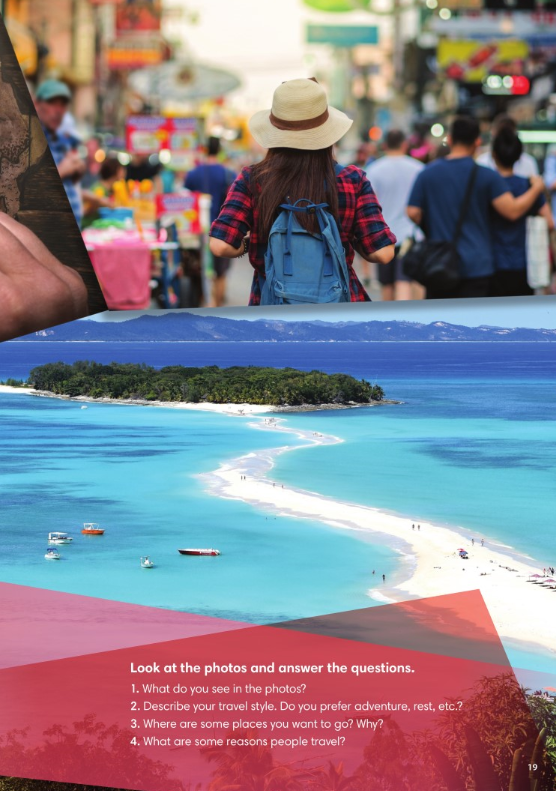 Look at the photos and answer the questions.
1. What do you see in the photos?
2. Describe your travel style. Do you prefer adventure, rest, etc.?
3. Where are some places you want to go? Why?
4. What are some reasons people travel?
19